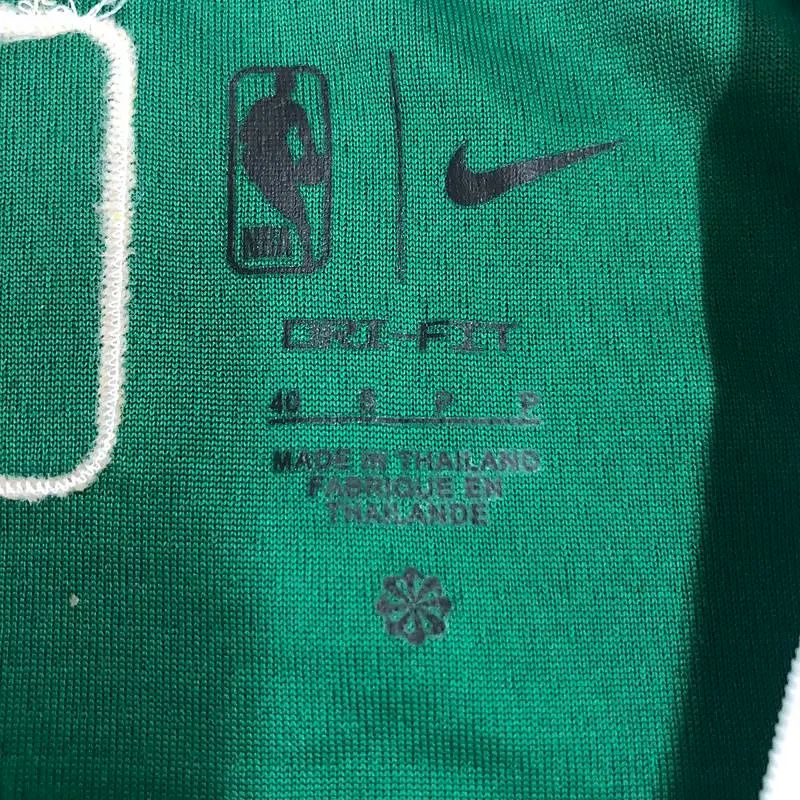 NBA
DRI-FIT
40 S P P
MADE IN THAILAND
FABRIQUE EN
THAILANDE